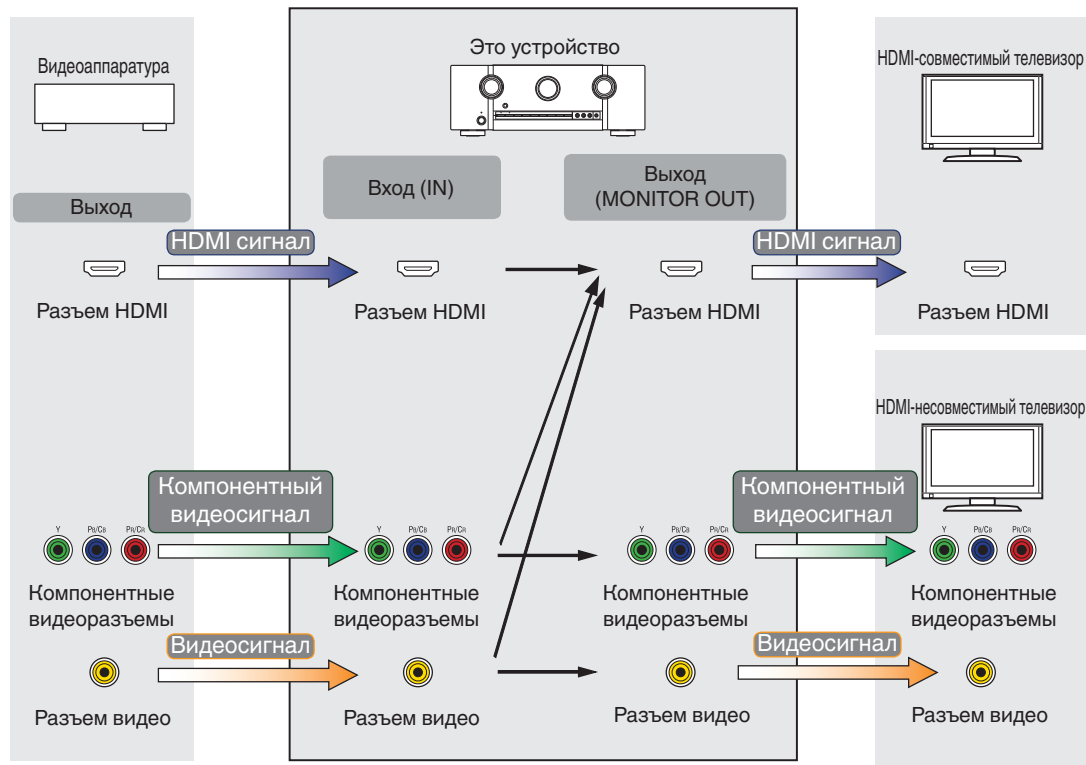 Видеоаппаратура
Это устройство
HDMI-совместимый телевизор
Выход
Вход (IN)
Выход
(MONITOR OUT)
HDMI сигнал
HDMI сигнал
Разъем HDMI
Разъем HDMI
Разъем HDMI
Разъем HDMI
HDMI-несовместимый телевизор
Компонентный
видеосигнал
Компонентный
видеосигнал
Y PB/CB PR/CR
Y PB/CB PR/CR
Y PB/CB PR/CR
Y PB/CB PR/CR
Компонентные
видеоразъемы
Компонентные
видеоразъемы
Компонентные
видеоразъемы
Компонентные
видеоразъемы
Видеосигнал
Видеосигнал
Разъем видео
Разъем видео
Разъем видео
Разъем видео